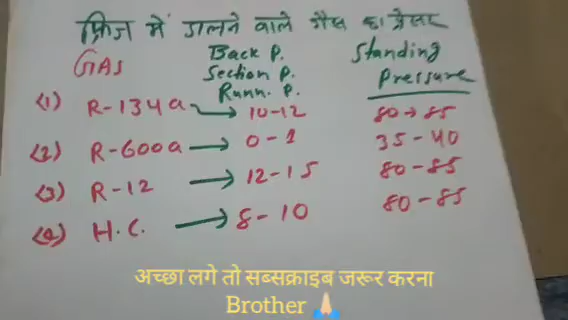 फ्रिज में डालने वाले गैस का प्रेसर
GAS Back P. Standing
Section P. Pressure
Runn. P.
(1) R-134a → 10-12 80→85
(2) R-600a → 0-1 35-40
(3) R-12 → 12-15 80-85
(4) H.C. → 8-10 80-85
अच्छा लगे तो सब्सक्राइब जरूर करना
Brother 🙏🏻